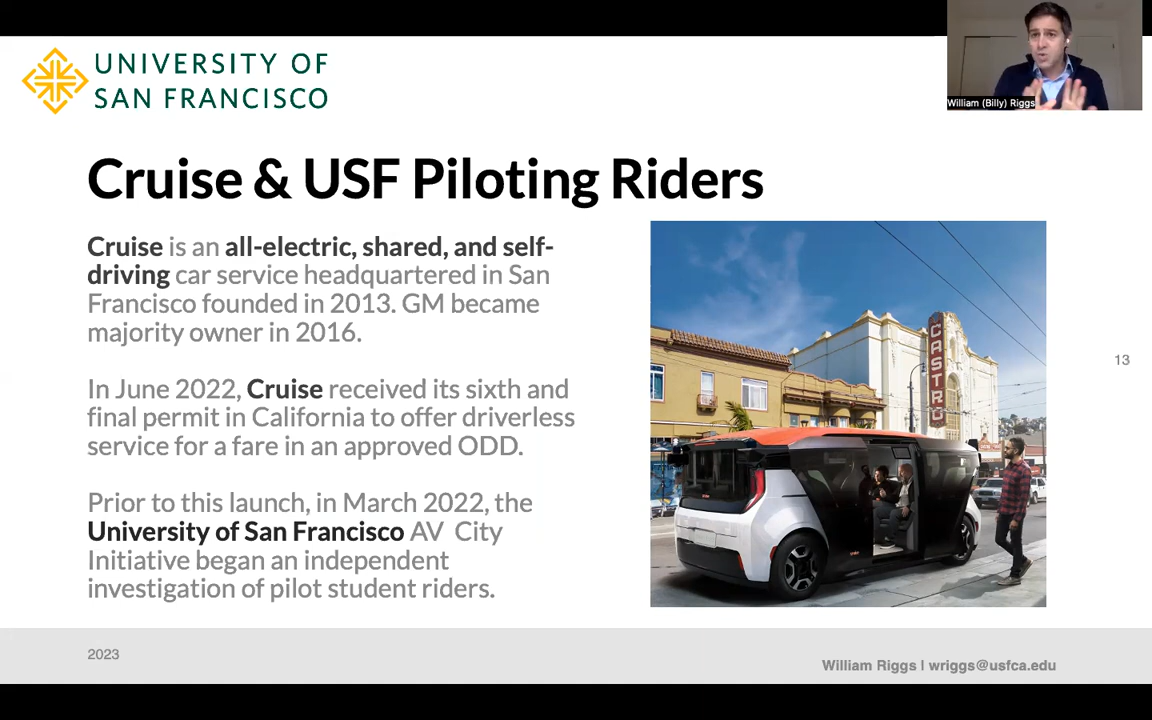 UNIVERSITY OF
SAN FRANCISCO
William (Billy) Riggs
Cruise & USF Piloting Riders
Cruise is an all-electric, shared, and self-
driving car service headquartered in San
Francisco founded in 2013. GM became
majority owner in 2016.
In June 2022, Cruise received its sixth and
final permit in California to offer driverless
service for a fare in an approved ODD.
Prior to this launch, in March 2022, the
University of San Francisco AV City
Initiative began an independent
investigation of pilot student riders.
CASTRO
13
2023
William Riggs | wriggs@usfca.edu